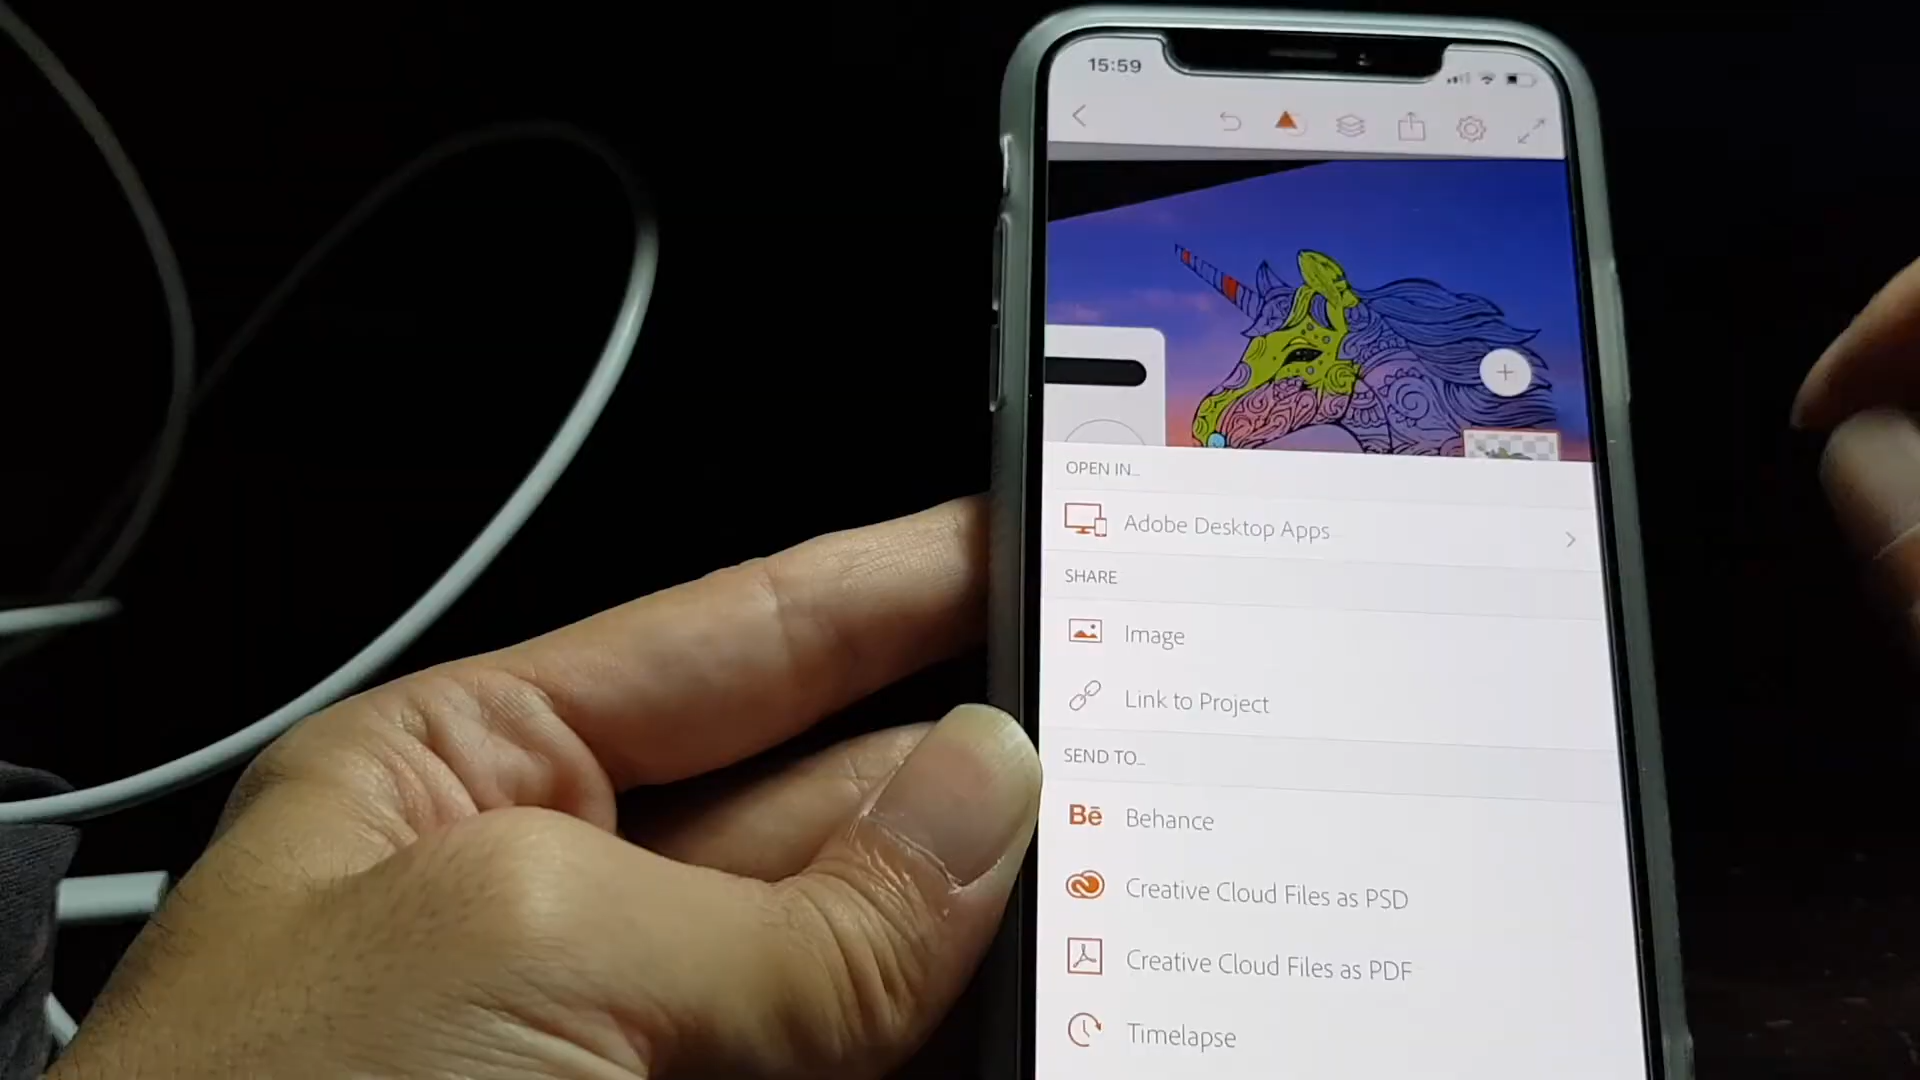 15:59
OPEN IN...
Adobe Desktop Apps
SHARE
Image
Link to Project
SEND TO...
Bē Behance
Creative Cloud Files as PSD
Creative Cloud Files as PDF
Timelapse